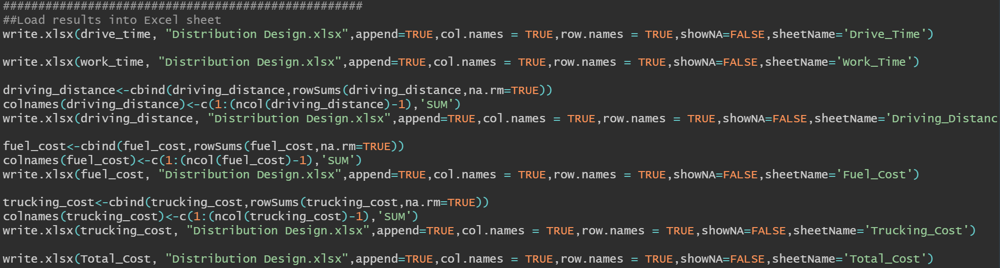 ###################################################
##Load results into Excel sheet
write.xlsx(drive_time, "Distribution Design.xlsx",append=TRUE,col.names = TRUE,row.names = TRUE,showNA=FALSE,sheetName='Drive_Time')
write.xlsx(work_time, "Distribution Design.xlsx",append=TRUE,col.names = TRUE,row.names = TRUE,showNA=FALSE,sheetName='Work_Time')
driving_distance<-cbind(driving_distance,rowSums(driving_distance,na.rm=TRUE))
colnames(driving_distance)<-c(1:(ncol(driving_distance)-1),'SUM')
write.xlsx(driving_distance, "Distribution Design.xlsx",append=TRUE,col.names = TRUE,row.names = TRUE,showNA=FALSE,sheetName='Driving_Distanc
fuel_cost<-cbind(fuel_cost,rowSums(fuel_cost,na.rm=TRUE))
colnames(fuel_cost)<-c(1:(ncol(fuel_cost)-1),'SUM')
write.xlsx(fuel_cost, "Distribution Design.xlsx",append=TRUE,col.names = TRUE,row.names = TRUE,showNA=FALSE,sheetName='Fuel_Cost')
trucking_cost<-cbind(trucking_cost,rowSums(trucking_cost,na.rm=TRUE))
colnames(trucking_cost)<-c(1:(ncol(trucking_cost)-1),'SUM')
write.xlsx(trucking_cost, "Distribution Design.xlsx",append=TRUE,col.names = TRUE,row.names = TRUE,showNA=FALSE,sheetName='Trucking_Cost')
write.xlsx(Total_Cost, "Distribution Design.xlsx",append=TRUE,col.names = TRUE,row.names = TRUE,showNA=FALSE,sheetName='Total_Cost')